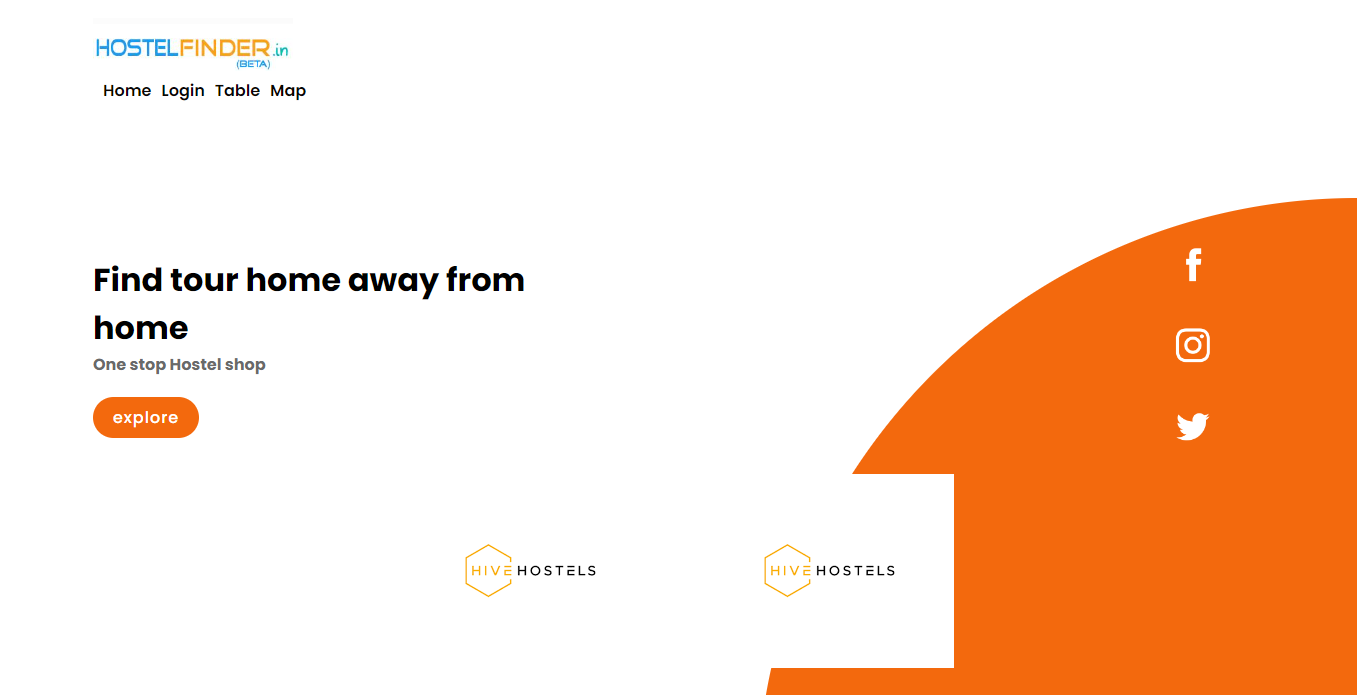 HOSTELFINDER.in
(BETA)
Home Login Table Map
Find tour home away from
home
One stop Hostel shop
explore
HIVE HOSTELS
HIVE HOSTELS